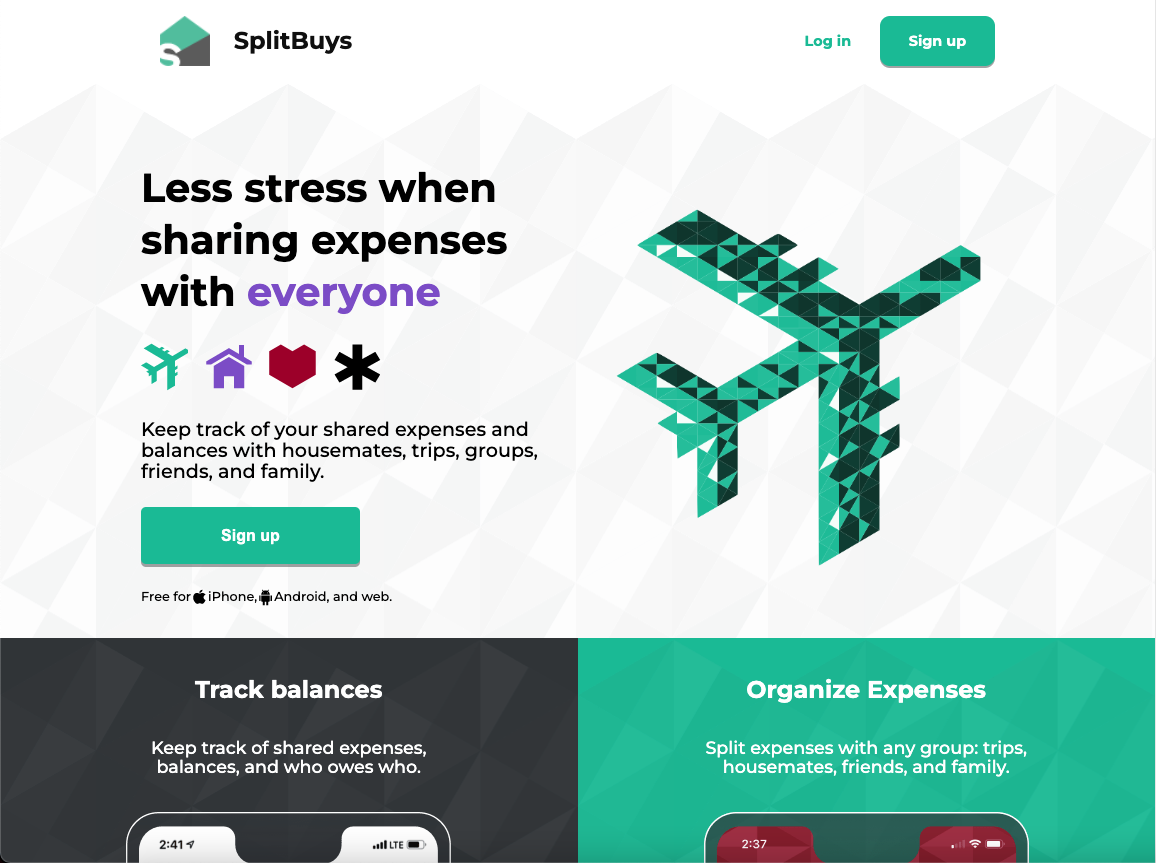 SplitBuys
Log in
Sign up
Less stress when
sharing expenses
with everyone
Keep track of your shared expenses and
balances with housemates, trips, groups,
friends, and family.
Sign up
Free for iPhone, Android, and web.
Track balances
Keep track of shared expenses,
balances, and who owes who.
2:41
LTE
Organize Expenses
Split expenses with any group: trips,
housemates, friends, and family.
2:37